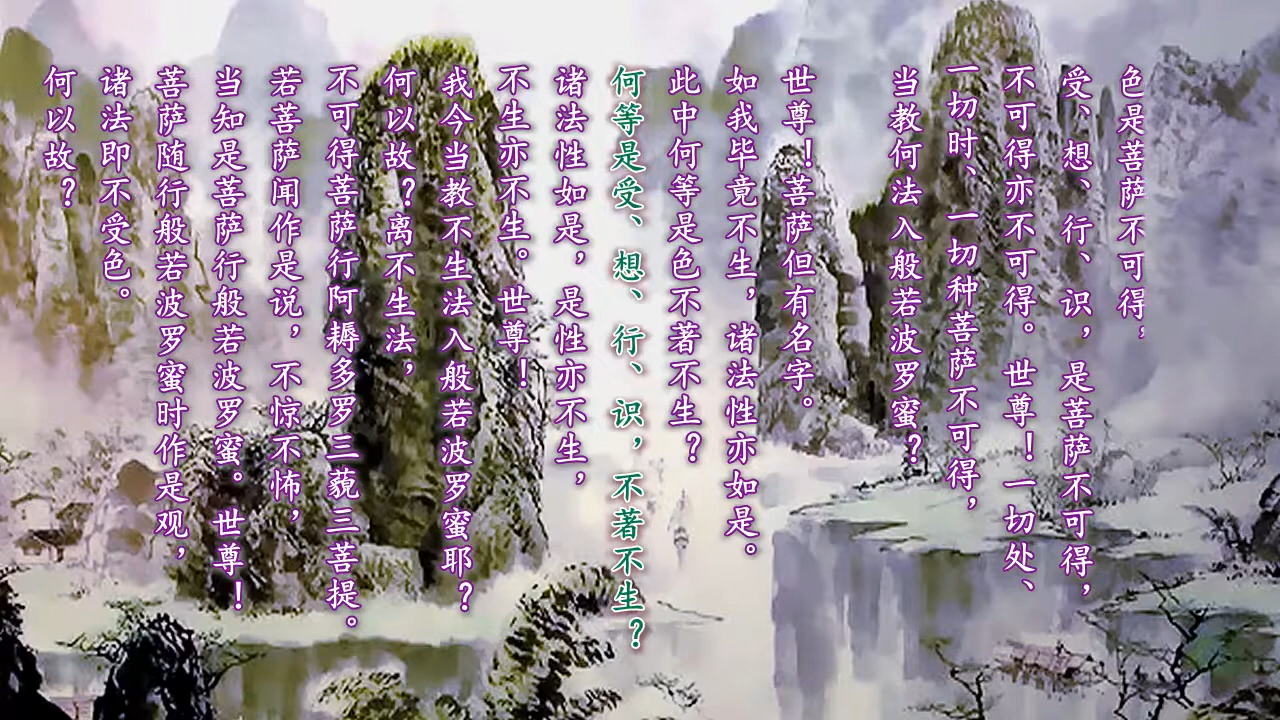 色是菩萨不可得，
受、想、行、识，是菩萨不可得，
不可得亦不可得。世尊！一切处、
一切时、一切种菩萨不可得，
当教何法入般若波罗蜜？
世尊！菩萨但有名字。
如我毕竟不生，诸法性亦如是。
此中何等是色不著不生？
何等是受、想、行、识，不著不生？
诸法性如是，是性亦不生，
不生亦不生。世尊！
我今当教不生法入般若波罗蜜耶？
何以故？离不生法，
不可得菩萨行阿耨多罗三藐三菩提。
若菩萨闻作是说，不惊不怖，
当知是菩萨行般若波罗蜜。世尊！
菩萨随行般若波罗蜜时作是观，
诸法即不受色。
何以故？